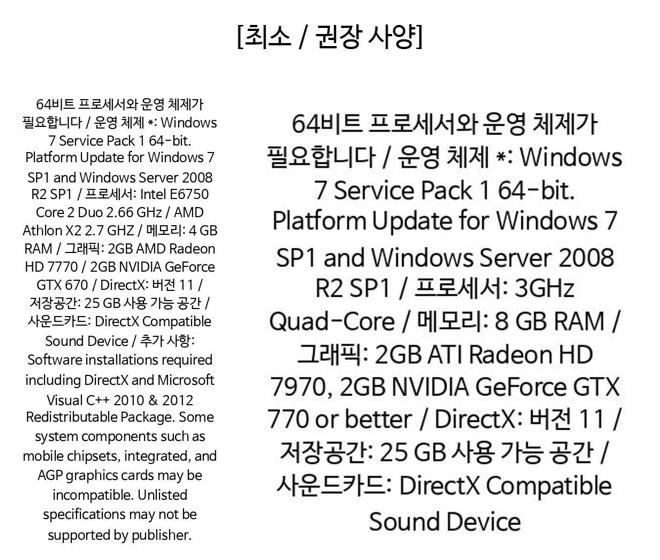 [최소 / 권장 사양]
64비트 프로세서와 운영 체제가
필요합니다 / 운영 체제 *: Windows
7 Service Pack 1 64-bit.
Platform Update for Windows 7
SP1 and Windows Server 2008
R2 SP1 / 프로세서: Intel E6750
Core 2 Duo 2.66 GHz / AMD
Athlon X2 2.7 GHZ / 메모리: 4 GB
RAM / 그래픽: 2GB AMD Radeon
HD 7770 / 2GB NVIDIA GeForce
GTX 670 / DirectX: 버전 11 /
저장공간: 25 GB 사용 가능 공간 /
사운드카드: DirectX Compatible
Sound Device / 추가 사항:
Software installations required
including DirectX and Microsoft
Visual C++ 2010 & 2012
Redistributable Package. Some
system components such as
mobile chipsets, integrated, and
AGP graphics cards may be
incompatible. Unlisted
specifications may not be
supported by publisher.
64비트 프로세서와 운영 체제가
필요합니다 / 운영 체제 *: Windows
7 Service Pack 1 64-bit.
Platform Update for Windows 7
SP1 and Windows Server 2008
R2 SP1 / 프로세서: 3GHz
Quad-Core / 메모리: 8 GB RAM /
그래픽: 2GB ATI Radeon HD
7970, 2GB NVIDIA GeForce GTX
770 or better / DirectX: 버전 11 /
저장공간: 25 GB 사용 가능 공간 /
사운드카드: DirectX Compatible
Sound Device